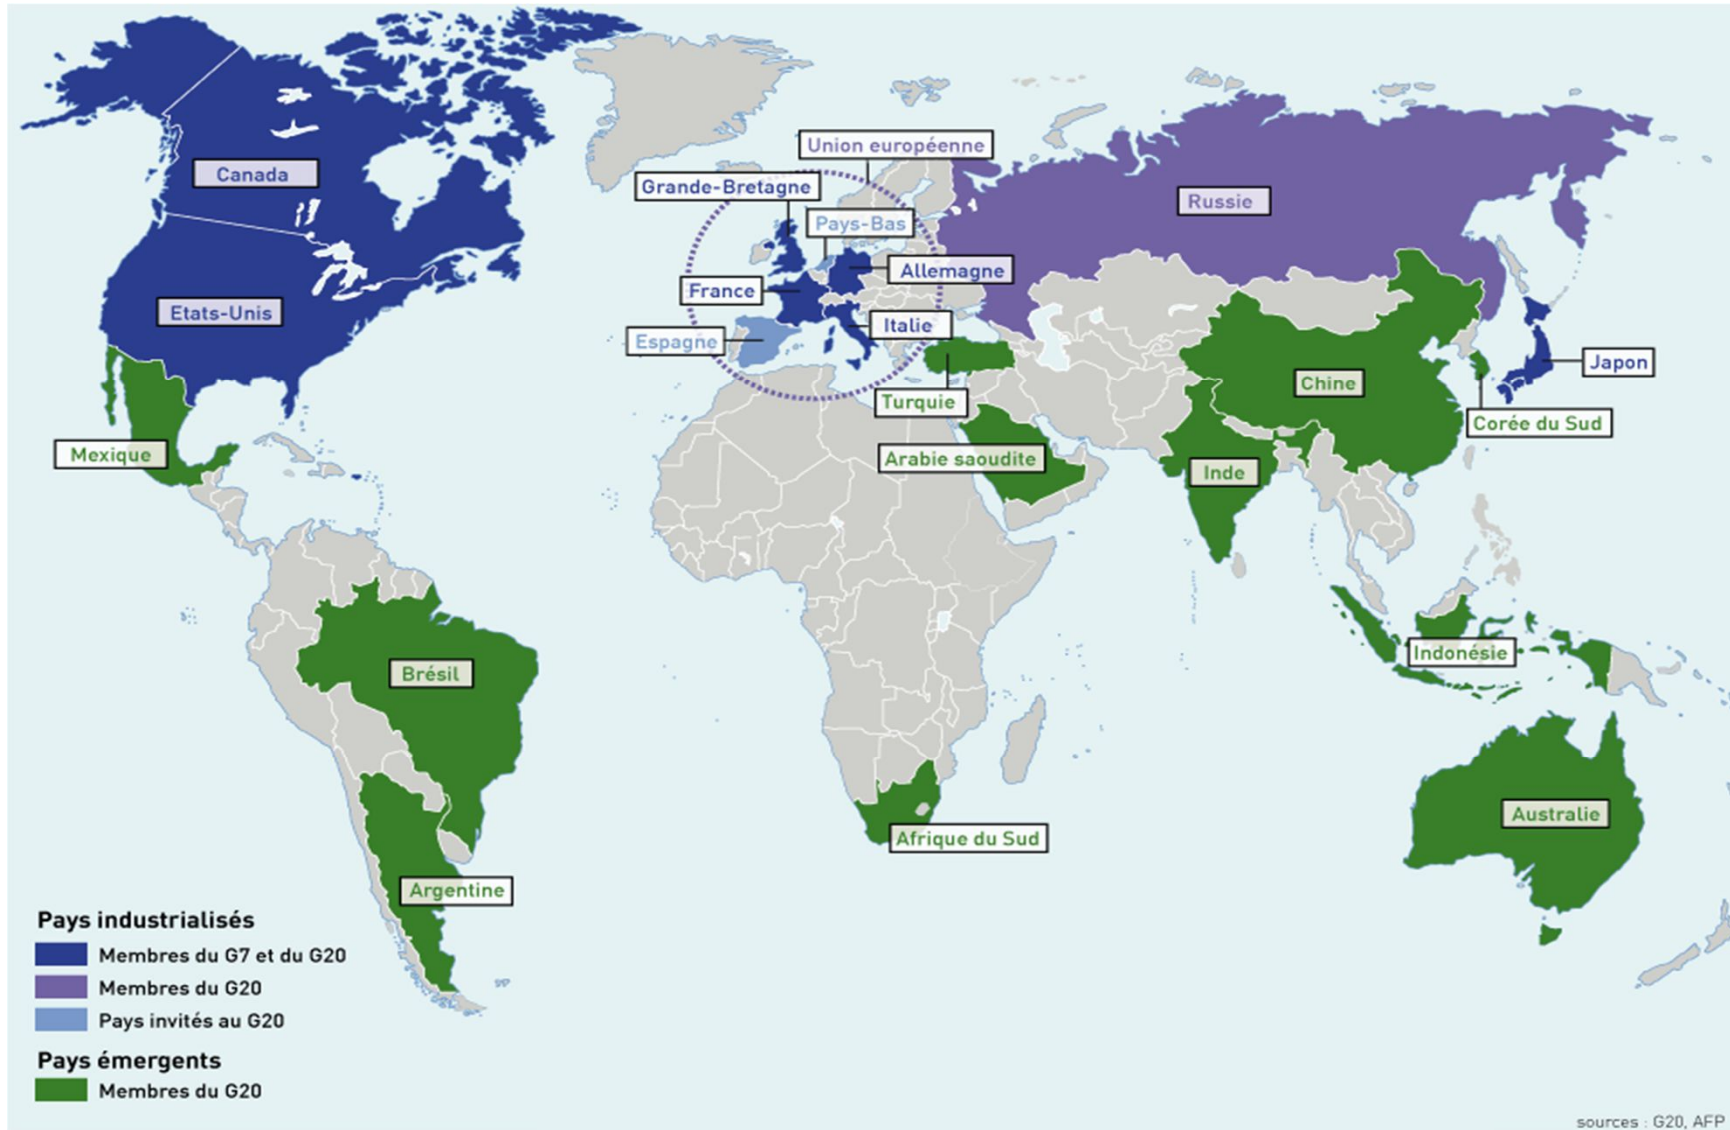 Union européenne
Canada
Grande-Bretagne
Russie
Pays-Bas
Allemagne
France
Etats-Unis
Italie
Espagne
Japon
Chine
Turquie
Corée du Sud
Mexique
Arabie saoudite
Inde
Indonésie
Brésil
Australie
Afrique du Sud
Argentine
Pays industrialisés
Membres du G7 et du G20
Membres du G20
Pays invités au G20
Pays émergents
Membres du G20
sources : G20, AFP